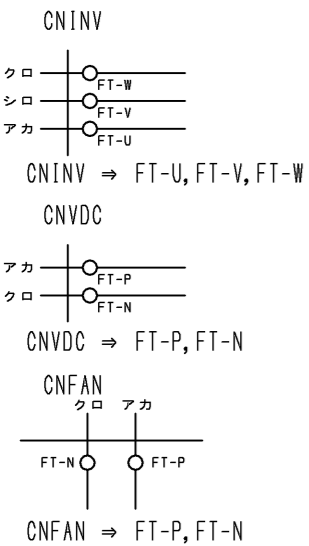 CNINV
クロ FT-W
シロ FT-V
アカ FT-U
CNINV ⇒ FT-U,FT-V,FT-W
CNVDC
アカ FT-P
クロ FT-N
CNVDC ⇒ FT-P,FT-N
CNFAN
クロ アカ
FT-N FT-P
CNFAN ⇒ FT-P,FT-N